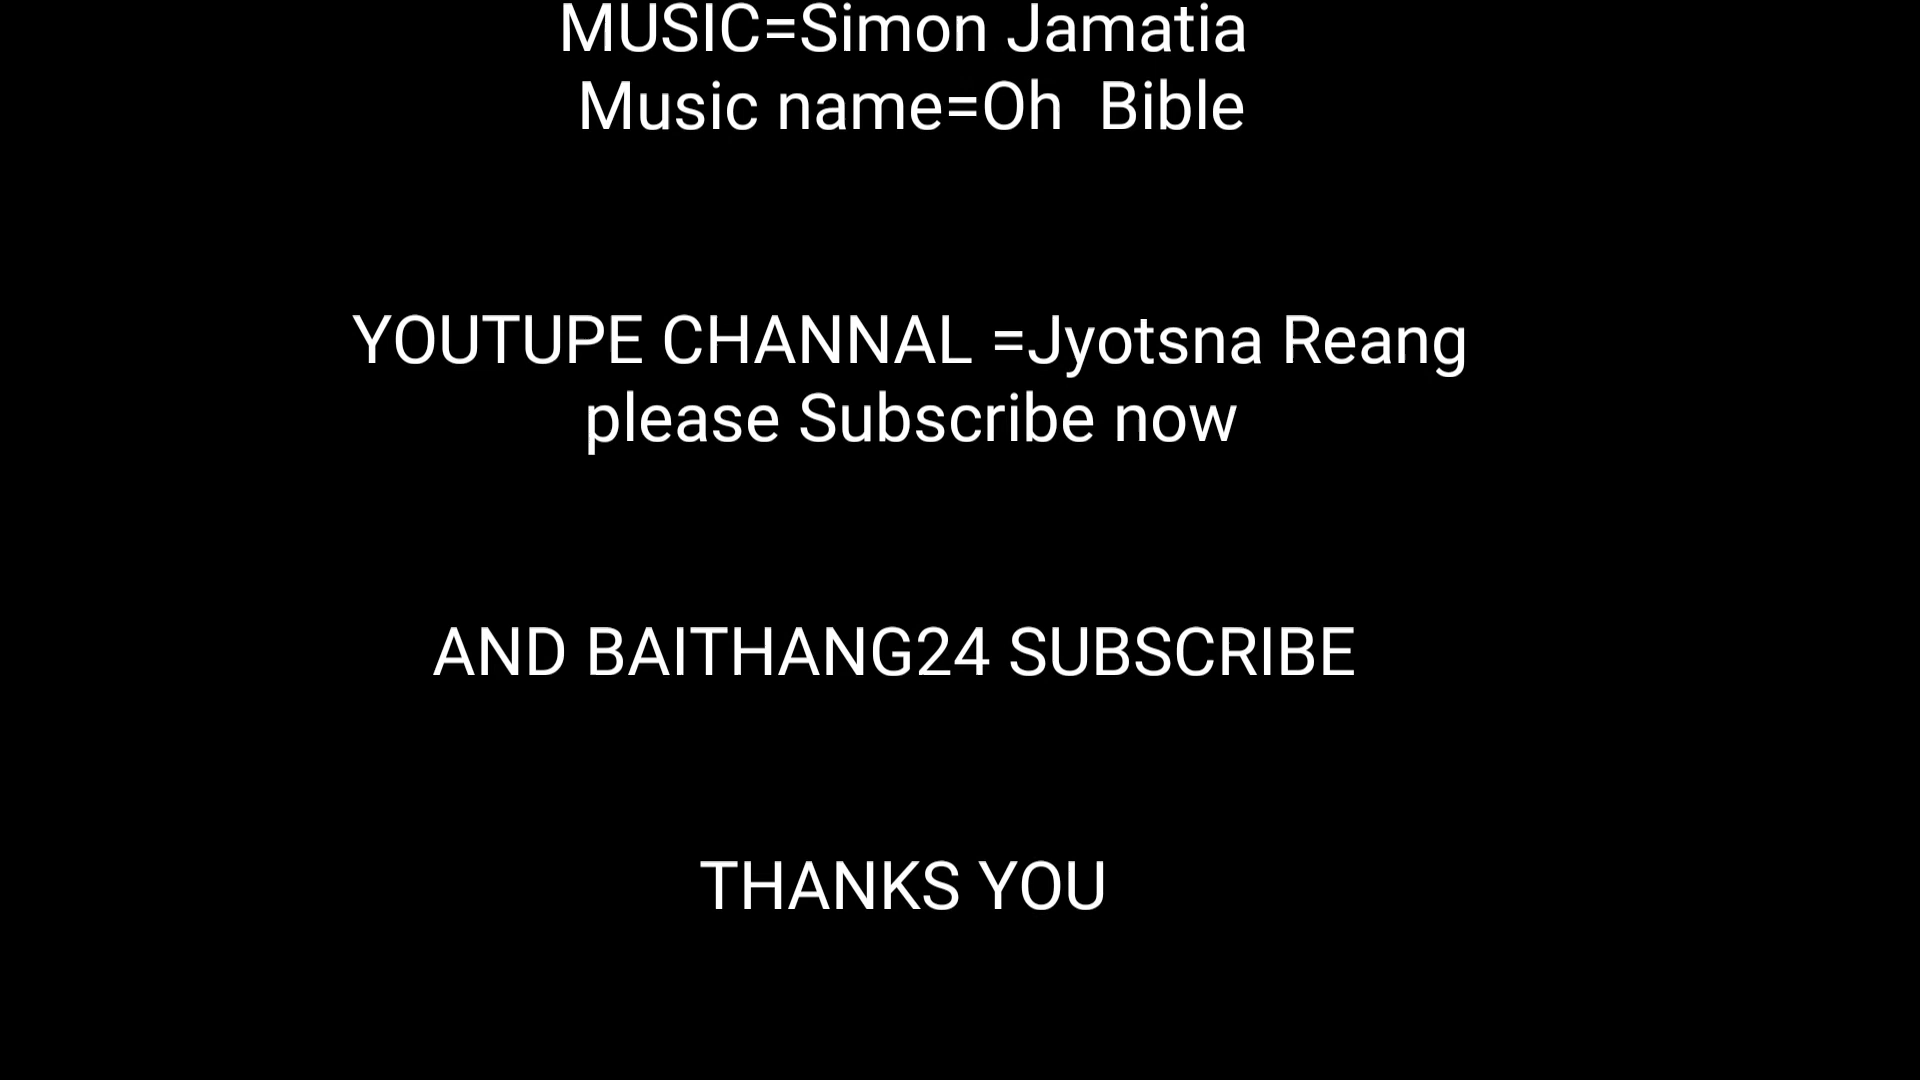 MUSIC=Simon Jamatia
Music name=Oh  Bible
YOUTUPE CHANNAL =Jyotsna Reang
please Subscribe now
AND BAITHANG24 SUBSCRIBE
THANKS YOU